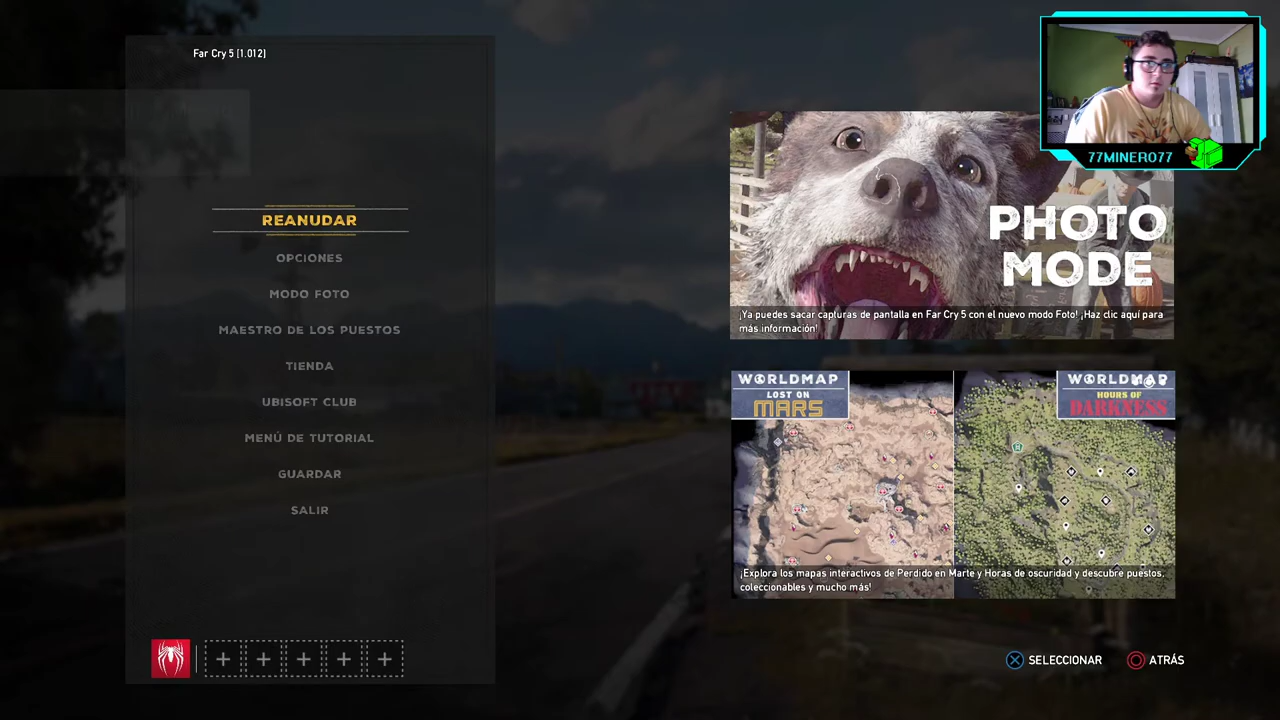 Far Cry 5 [1.012]
REANUDAR
OPCIONES
MODO FOTO
MAESTRO DE LOS PUESTOS
TIENDA
UBISOFT CLUB
MENÚ DE TUTORIAL
GUARDAR
SALIR
77MINERO77
PHOTO
MODE
¡Ya puedes sacar capturas de pantalla en Far Cry 5 con el nuevo modo Foto! ¡Haz clic aquí para
más información!
WORLDMAP
LOST ON
MARS
WORLDMAP
HOURS OF
DARKNESS
¡Explora los mapas interactivos de Perdido en Marte y Horas de oscuridad y descubre puestos,
coleccionables y mucho más!
SELECCIONAR
ATRÁS